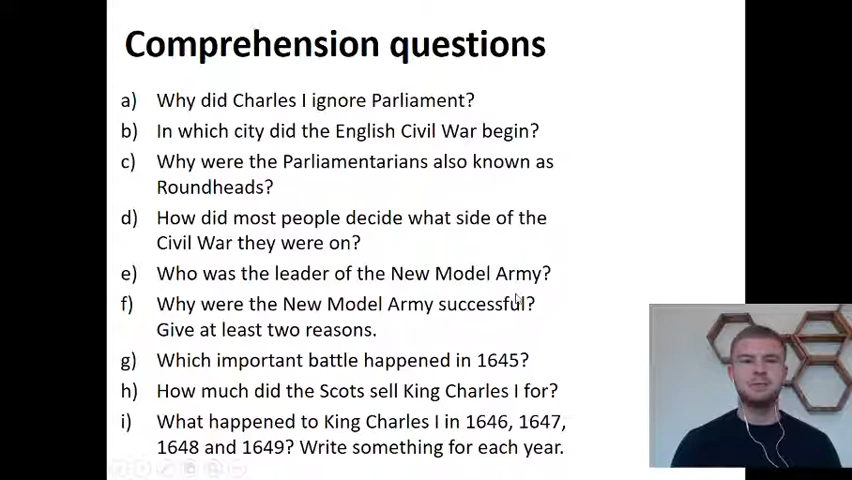 Comprehension questions
a) Why did Charles I ignore Parliament?
b) In which city did the English Civil War begin?
c) Why were the Parliamentarians also known as
Roundheads?
d) How did most people decide what side of the
Civil War they were on?
e) Who was the leader of the New Model Army?
f) Why were the New Model Army successful?
Give at least two reasons.
g) Which important battle happened in 1645?
h) How much did the Scots sell King Charles I for?
i) What happened to King Charles I in 1646, 1647,
1648 and 1649? Write something for each year.